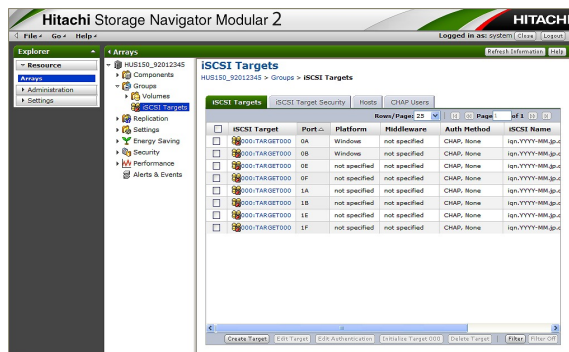 Hitachi Storage Navigator Modular 2
HITACHI
File Go Help
Logged in as: system Close Logout
Explorer
Arrays
Refresh Information Help
Resource
Arrays
Administration
Settings
HUS150_92012345
Components
Groups
Volumes
iSCSI Targets
Replication
Settings
Energy Saving
Security
Performance
Alerts & Events
iSCSI Targets
HUS150_92012345 > Groups > iSCSI Targets
iSCSI Targets iSCSI Target Security Hosts CHAP Users
Rows/Page: 25 Page 1 of 1
iSCSI Target Port Platform Middleware Auth Method iSCSI Name
000:TARGET000 0A Windows not specified CHAP, None iqn.YYYY-MM.jp.c
000:TARGET000 0B Windows not specified CHAP, None iqn.YYYY-MM.jp.c
000:TARGET000 0E not specified not specified CHAP, None iqn.YYYY-MM.jp.c
000:TARGET000 0F not specified not specified CHAP, None iqn.YYYY-MM.jp.c
000:TARGET000 1A not specified not specified CHAP, None iqn.YYYY-MM.jp.c
000:TARGET000 1B not specified not specified CHAP, None iqn.YYYY-MM.jp.c
000:TARGET000 1E not specified not specified CHAP, None iqn.YYYY-MM.jp.c
000:TARGET000 1F not specified not specified CHAP, None iqn.YYYY-MM.jp.c
Create Target Edit Target Edit Authentication Initialize Target 000 Delete Target Filter Filter Off